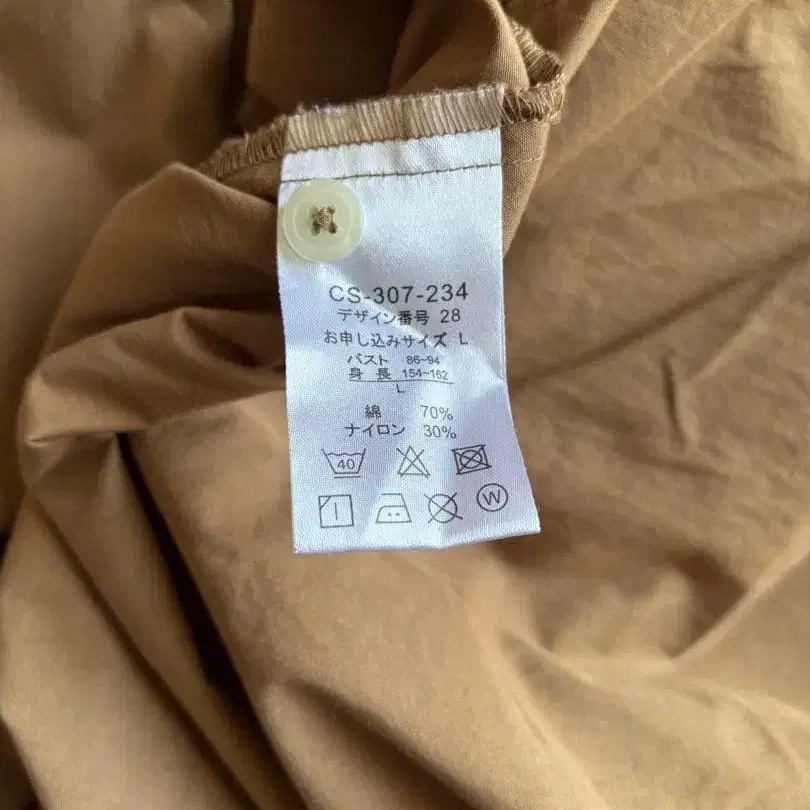 CS-307-234
デザイン番号 28
お申し込みサイズ L
バスト 86~94
身長 154~162
L
綿 70%
ナイロン 30%
40
W